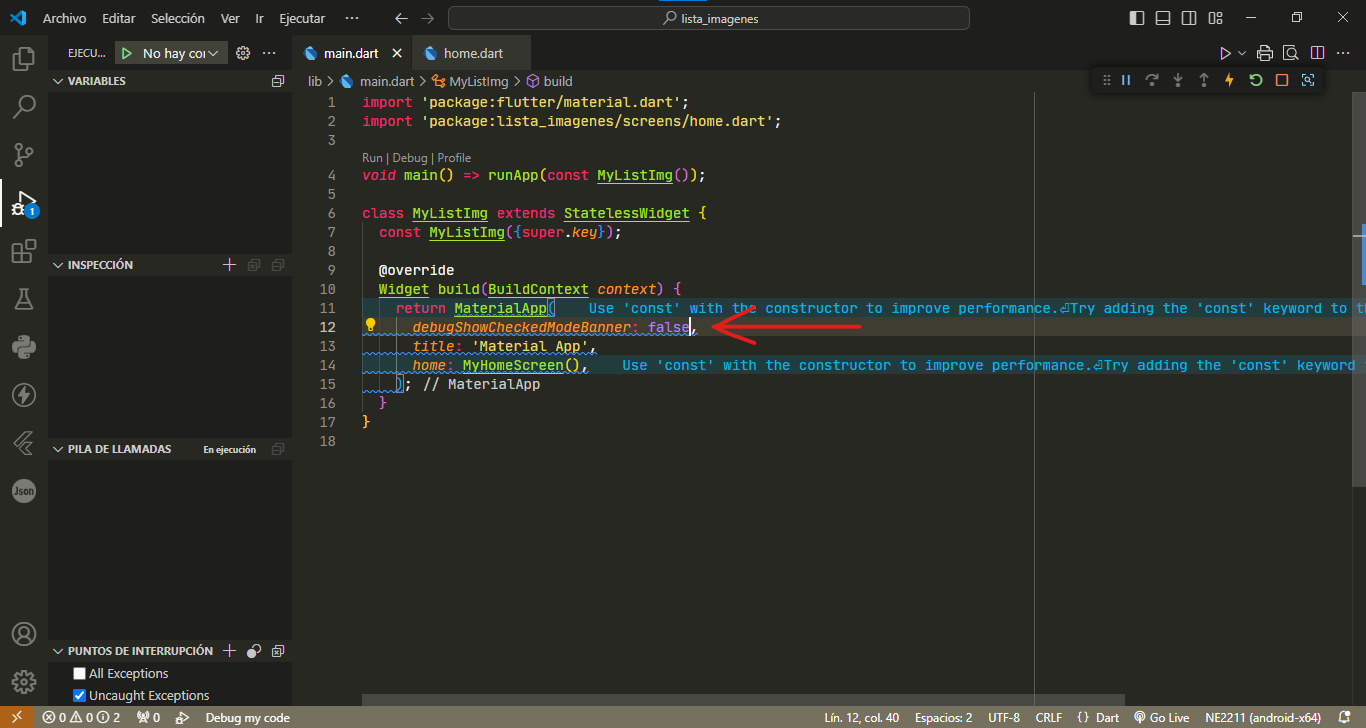 Archivo Editar Selección Ver Ir Ejecutar ··· lista_imagenes
EJECU... No hay cor ···
main.dart home.dart
lib > main.dart > MyListImg > build
VARIABLES
INSPECCIÓN
PILA DE LLAMADAS En ejecución
PUNTOS DE INTERRUPCIÓN
All Exceptions
Uncaught Exceptions
1
Json
1 import 'package:flutter/material.dart';
2 import 'package:lista_imagenes/screens/home.dart';
3
Run | Debug | Profile
4 void main() => runApp(const MyListImg());
5
6 class MyListImg extends StatelessWidget {
7 const MyListImg({super.key});
8
9 @override
10 Widget build(BuildContext context) {
11 return MaterialApp( Use 'const' with the constructor to improve performance.⏎Try adding the 'const' keyword to t
12 debugShowCheckedModeBanner: false,
13 title: 'Material App',
14 home: MyHomeScreen(), Use 'const' with the constructor to improve performance.⏎Try adding the 'const' keyword
15 ); // MaterialApp
16 }
17 }
18
0 0 2 0 Debug my code Lín. 12, col. 40 Espacios: 2 UTF-8 CRLF {} Dart Go Live NE2211 (android-x64)